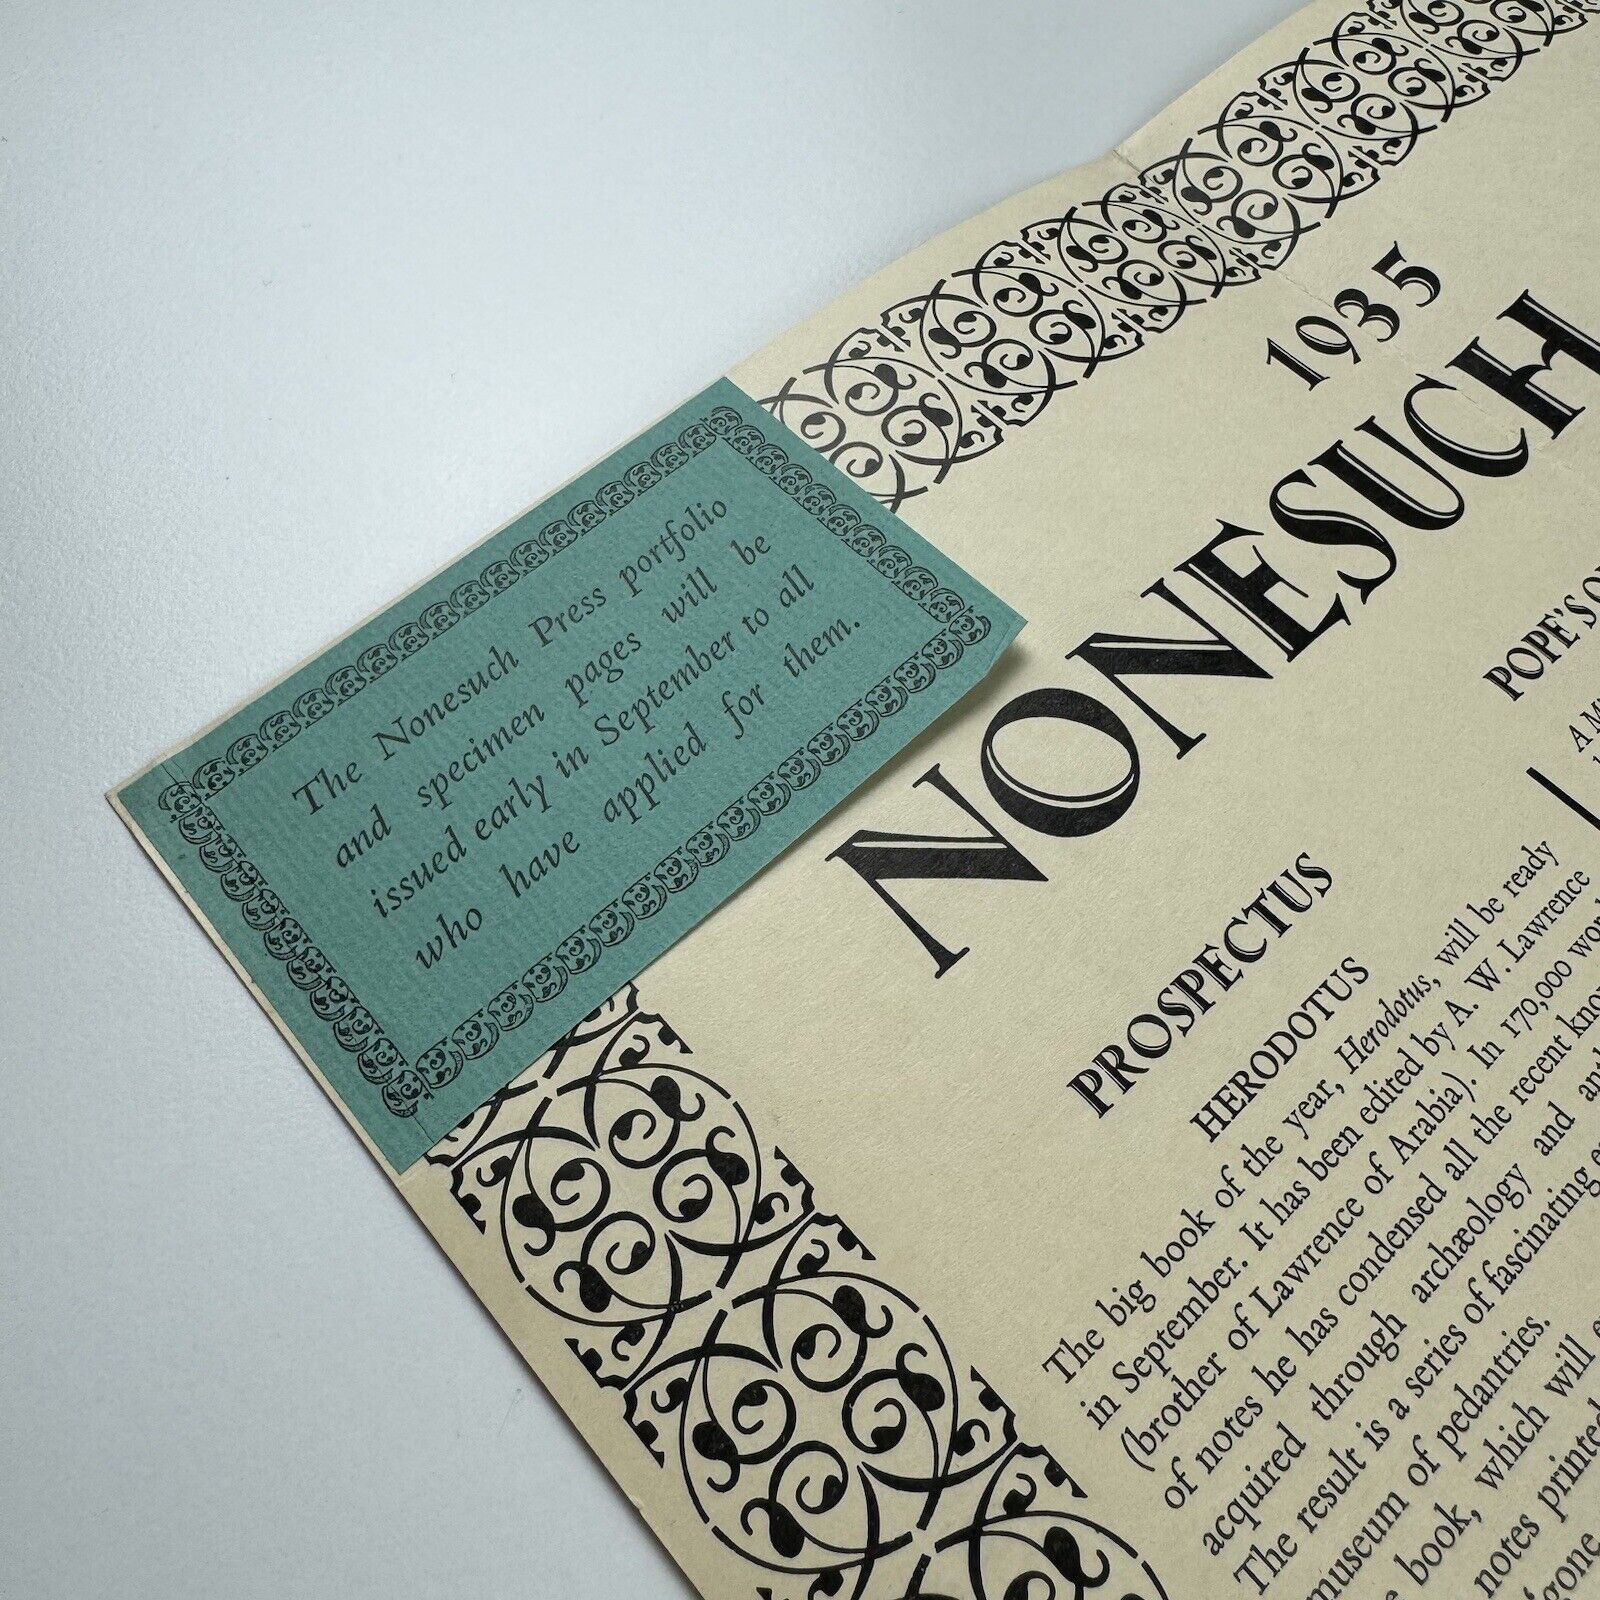 The Nonesuch Press portfolio
and specimen pages will be
issued early in September to all
who have applied for them.
1935
NONESUCH
PROSPECTUS
HERODOTUS
The big book of the year, Herodotus, will be ready
in September. It has been edited by A. W. Lawrence
(brother of Lawrence of Arabia). In 170,000
of notes he has condensed all the recent
acquired through archæology and
The result is a series of fascinating
museum of pedantries.
book, which will
notes printed
POPE'S
A